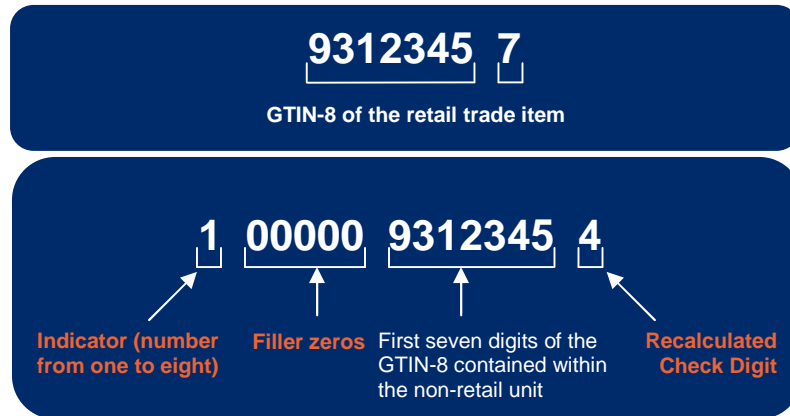 9312345 7
GTIN-8 of the retail trade item
1 00000 9312345 4
Indicator (number
from one to eight)
Filler zeros
First seven digits of the
GTIN-8 contained within
the non-retail unit
Recalculated
Check Digit